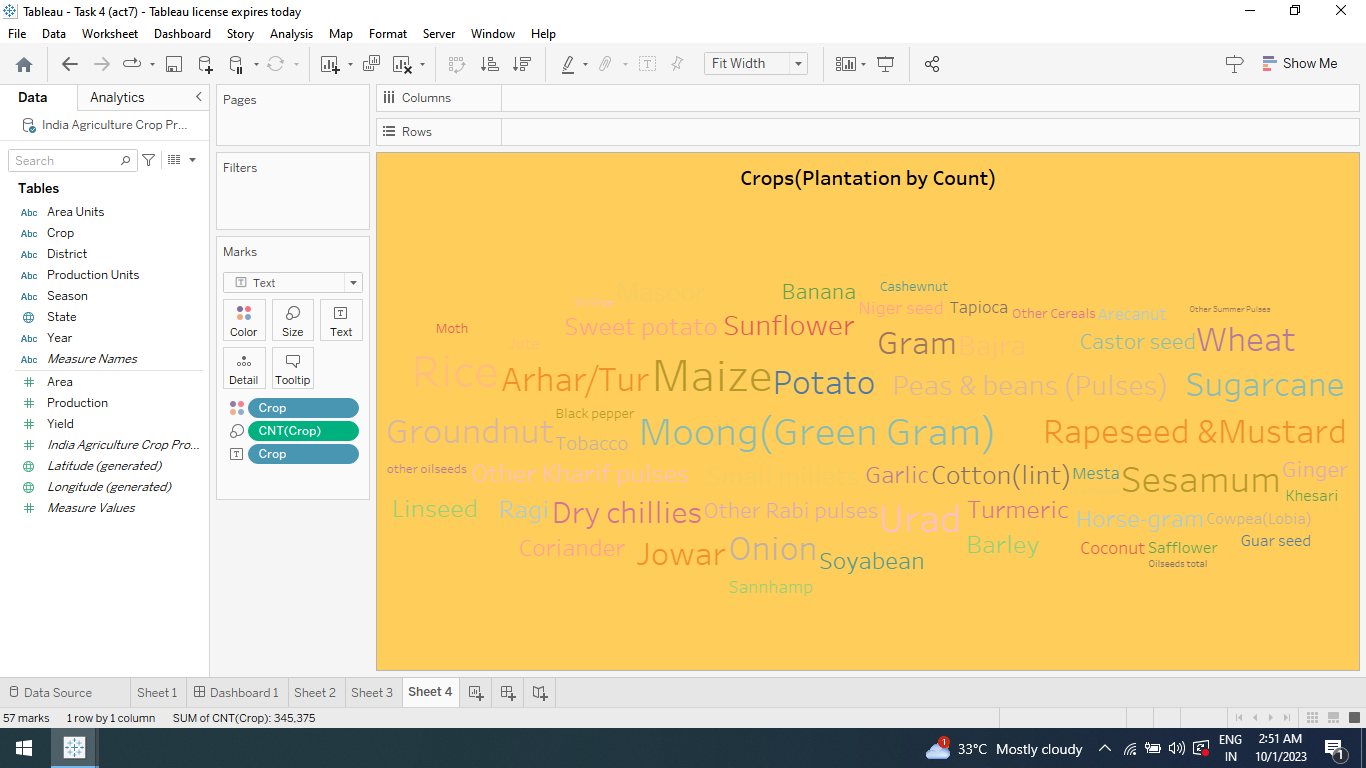 Tableau - Task 4 (act7) - Tableau license expires today
File Data Worksheet Dashboard Story Analysis Map Format Server Window Help
Fit Width
Show Me
Data Analytics
India Agriculture Crop Pr...
Search
Tables
Abc Area Units
Abc Crop
Abc District
Abc Production Units
Abc Season
State
Abc Year
Abc Measure Names
Area
Production
Yield
India Agriculture Crop Pro...
Latitude (generated)
Longitude (generated)
Measure Values
Pages
Filters
Marks
Text
Color Size Text
Detail Tooltip
Crop
CNT(Crop)
Crop
Columns
Rows
Crops(Plantation by Count)
Masoor Banana Cashewnut
Moth Sweet potato Sunflower Niger seed Tapioca Other Cereals Arecanut Other Summer Pulses
Gram Bajra Castor seed Wheat
Rice Arhar/Tur Maize Potato Peas & beans (Pulses) Sugarcane
Black pepper
Groundnut Tobacco Moong(Green Gram) Rapeseed &Mustard
other oilseeds Other Kharif pulses Small millets Garlic Cotton(lint) Mesta Sesamum Ginger
Khesari
Linseed Ragi Dry chillies Other Rabi pulses Urad Turmeric Horse-gram Cowpea(Lobia)
Coriander Jowar Onion Soyabean Barley Coconut Safflower Guar seed
Oilseeds total
Sannhamp
Data Source Sheet 1 Dashboard 1 Sheet 2 Sheet 3 Sheet 4
57 marks 1 row by 1 column SUM of CNT(Crop): 345,375
1 33°C Mostly cloudy ENG 2:51 AM
IN 10/1/2023 1